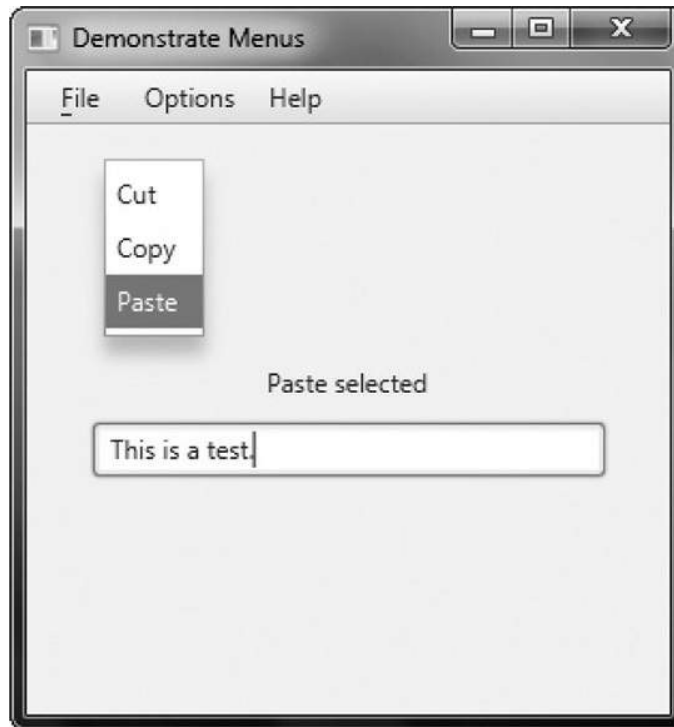 Demonstrate Menus
File Options Help
Cut
Copy
Paste
Paste selected
This is a test.